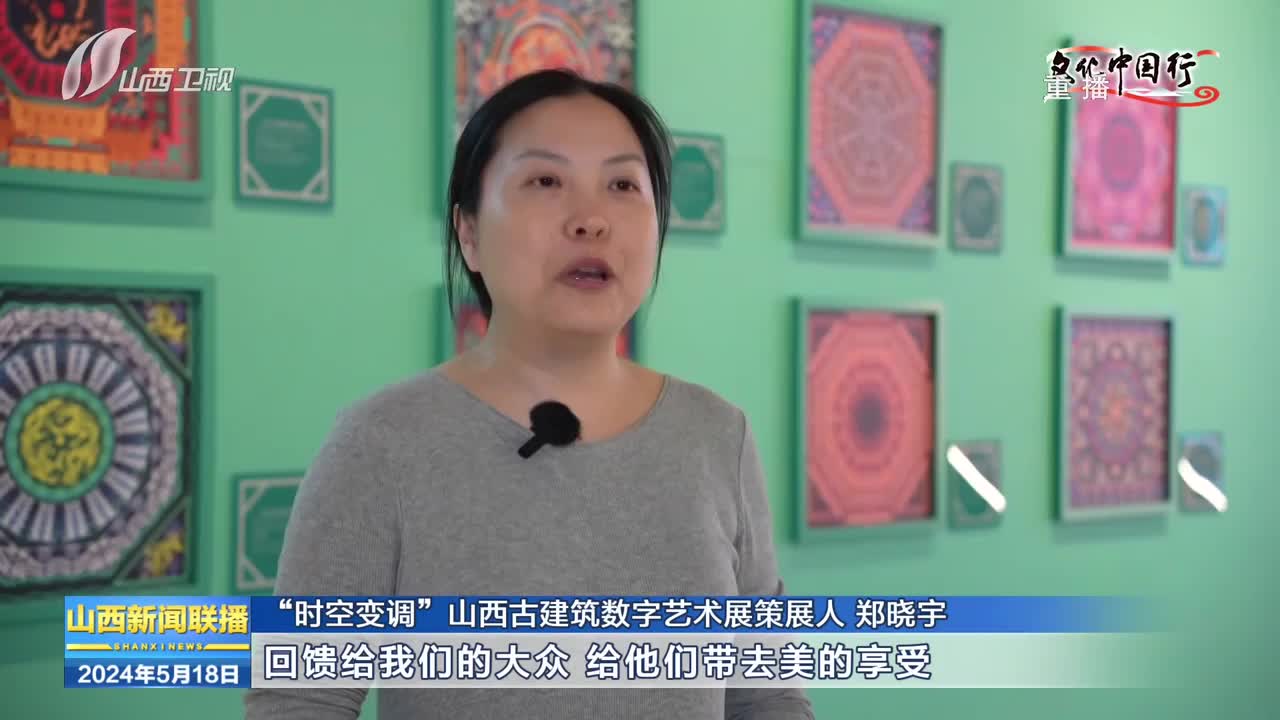 山西卫视
文化中国行
重播
山西新闻联播
SHANXI NEWS
2024年5月18日
“时空变调”山西古建筑数字艺术展策展人 郑晓宇
回馈给我们的大众 给他们带去美的享受